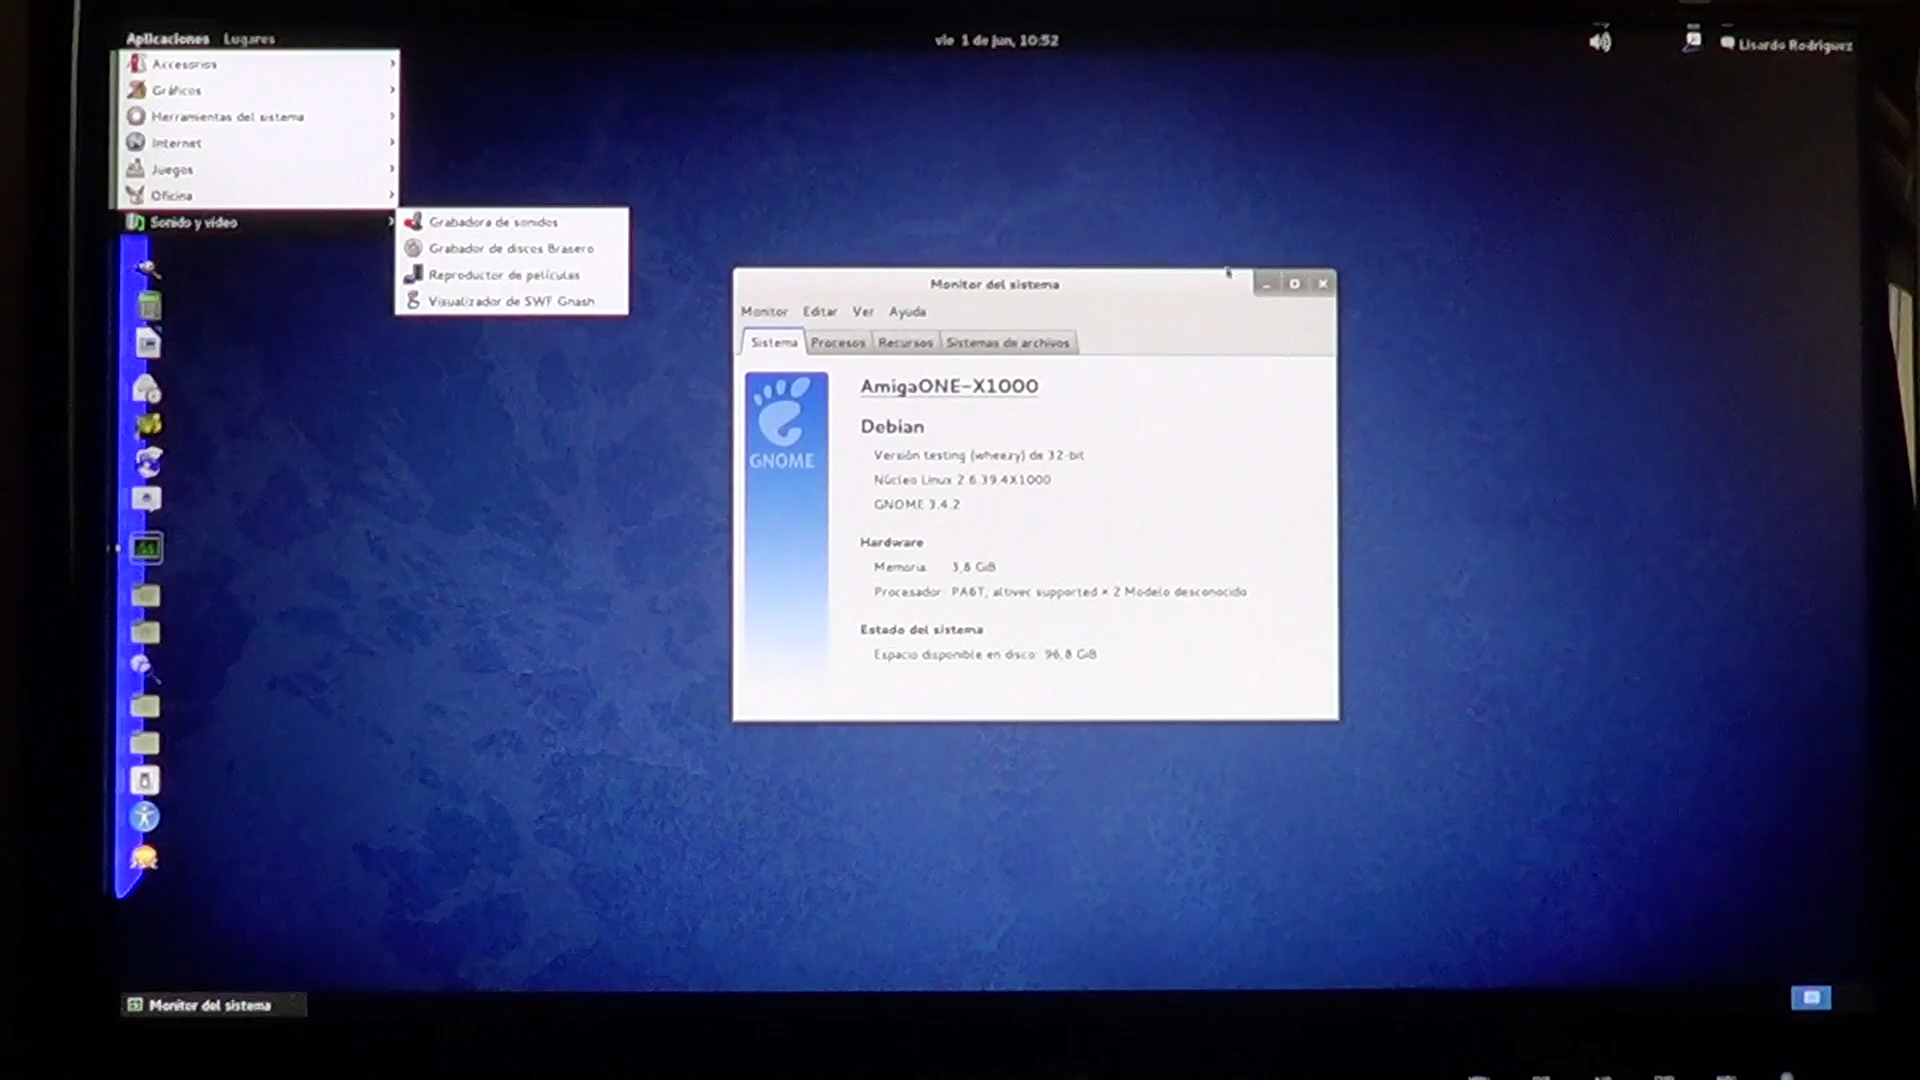 Aplicaciones Lugares
vie 1 de jun, 10:52
Lisardo Rodriguez
Accesorios
Gráficos
Herramientas del sistema
Internet
Juegos
Oficina
Sonido y vídeo
Grabadora de sonidos
Grabador de discos Brasero
Reproductor de películas
Visualizador de SWF Gnash
Monitor del sistema
Monitor Editar Ver Ayuda
Sistema Procesos Recursos Sistemas de archivos
GNOME
AmigaONE-X1000
Debian
Versión testing (wheezy) de 32-bit
Núcleo Linux 2.6.39.4X1000
GNOME 3.4.2
Hardware
Memoria 3,8 GiB
Procesador PA6T, altivec supported × 2 Modelo desconocido
Estado del sistema
Espacio disponible en disco 96,8 GiB
Monitor del sistema